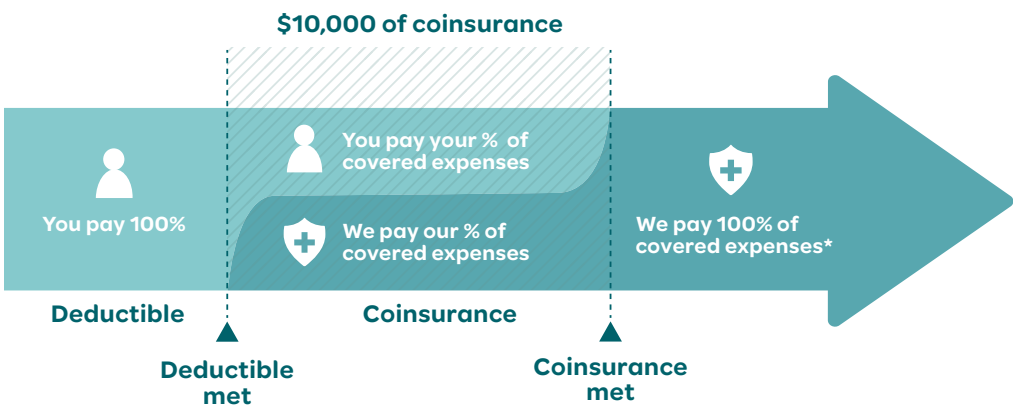 $10,000 of coinsurance
You pay 100%
You pay your % of
covered expenses
We pay our % of
covered expenses
We pay 100% of
covered expenses*
Deductible
Coinsurance
Deductible
met
Coinsurance
met